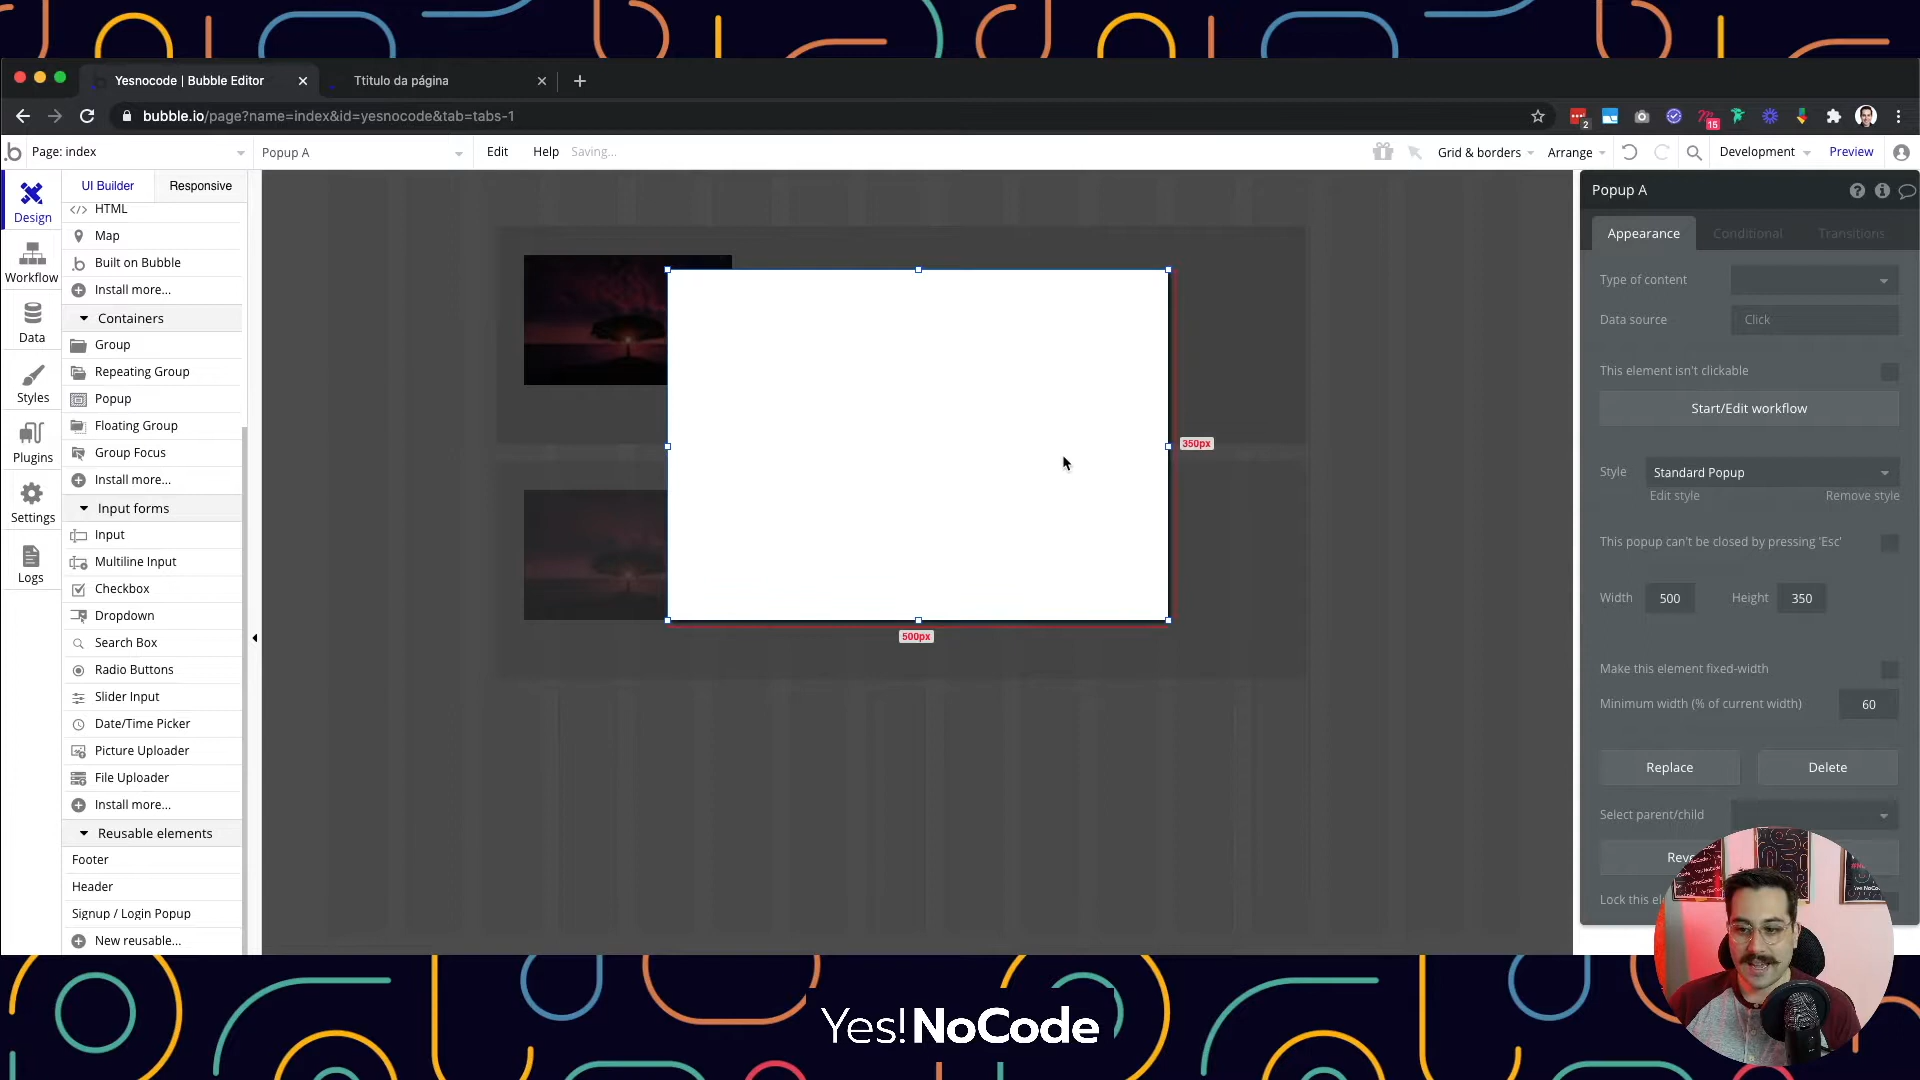 Yesnocode | Bubble Editor
Ttitulo da página
bubble.io/page?name=index&id=yesnocode&tab=tabs-1
2
15
Page: index
Popup A
Edit
Help
Saving...
Grid & borders
Arrange
Development
Preview
Design
Workflow
Data
Styles
Plugins
Settings
Logs
UI Builder
Responsive
HTML
Map
Built on Bubble
Install more...
Containers
Group
Repeating Group
Popup
Floating Group
Group Focus
Install more...
Input forms
Input
Multiline Input
Checkbox
Dropdown
Search Box
Radio Buttons
Slider Input
Date/Time Picker
Picture Uploader
File Uploader
Install more...
Reusable elements
Footer
Header
Signup / Login Popup
New reusable...
350px
500px
Popup A
Appearance
Conditional
Transitions
Type of content
Data source
Click
This element isn't clickable
Start/Edit workflow
Style
Standard Popup
Edit style
Remove style
This popup can't be closed by pressing 'Esc'
Width
500
Height
350
Make this element fixed-width
Minimum width (% of current width)
60
Replace
Delete
Select parent/child
Reve
Lock this el
Yes!NoCode